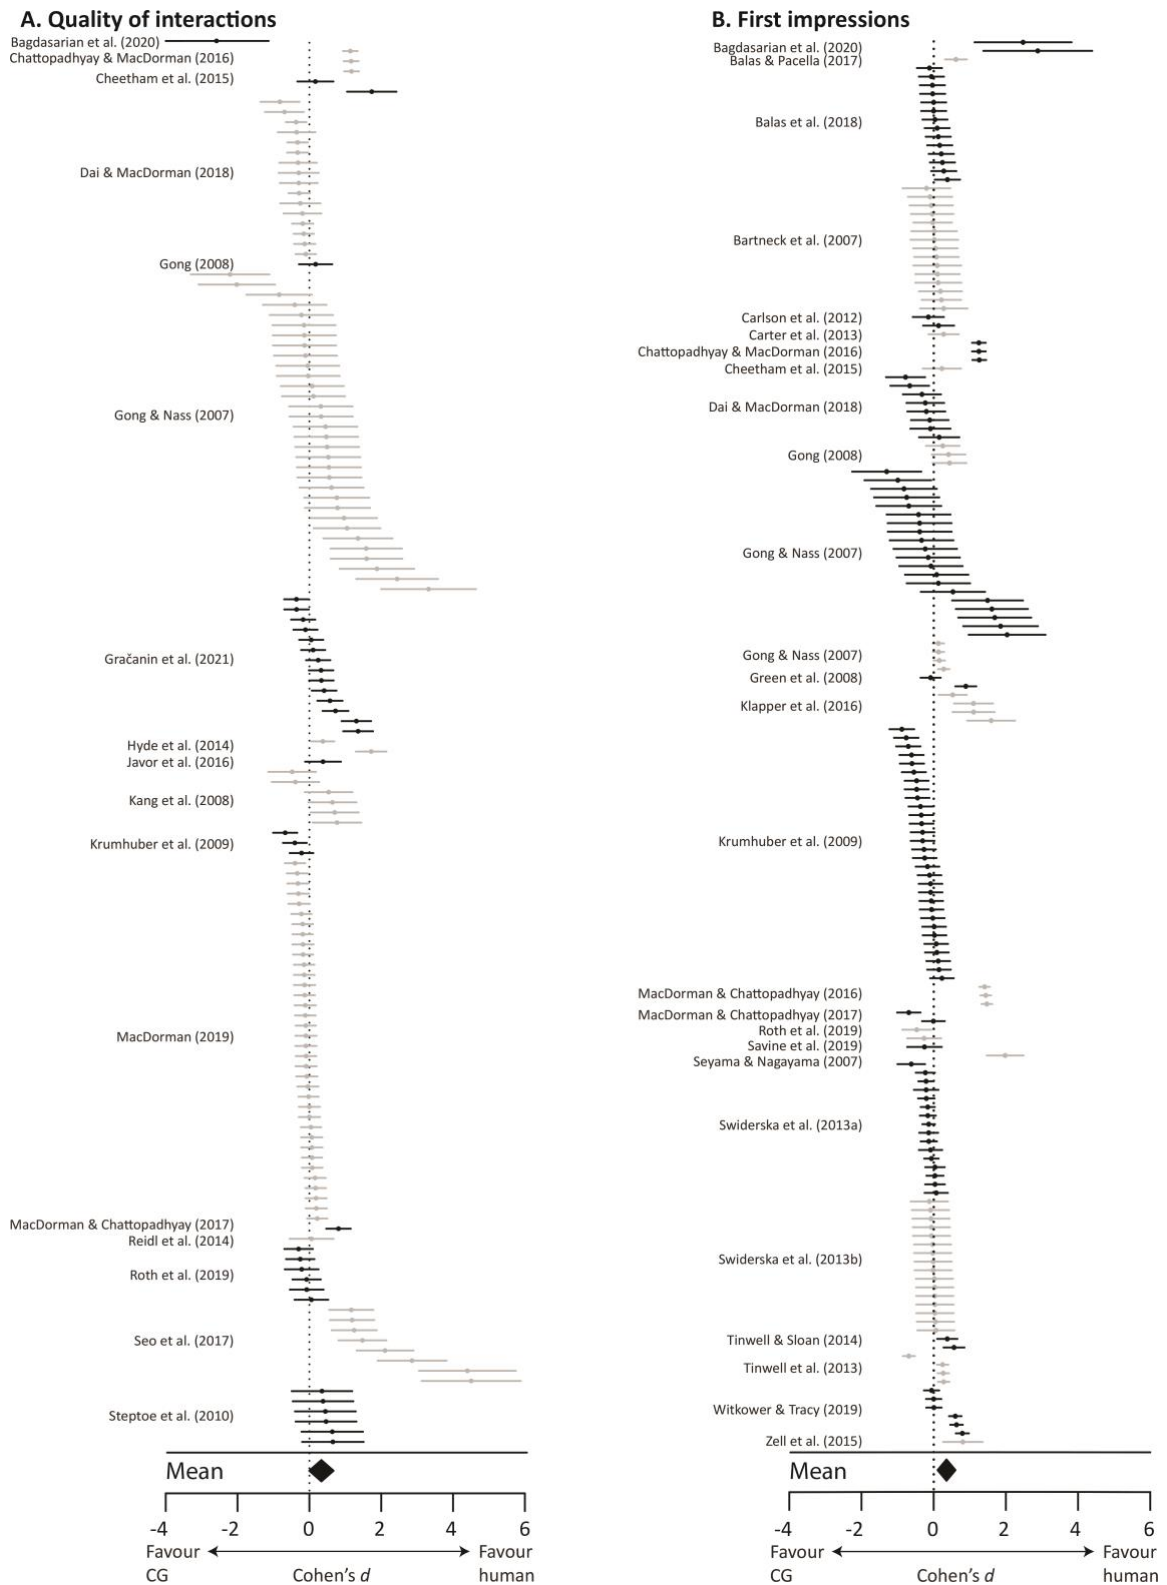 A. Quality of interactions
Bagdasarian et al. (2020)
Chattopadhyay & MacDorman (2016)
Cheetham et al. (2015)
Dai & MacDorman (2018)
Gong (2008)
Gong & Nass (2007)
Gračanin et al. (2021)
Hyde et al. (2014)
Javor et al. (2016)
Kang et al. (2008)
Krumhuber et al. (2009)
MacDorman (2019)
MacDorman & Chattopadhyay (2017)
Reidl et al. (2014)
Roth et al. (2019)
Seo et al. (2017)
Steptoe et al. (2010)
Mean
-4 -2 0 2 4 6
Favour Favour
CG Cohen's d human
B. First impressions
Bagdasarian et al. (2020)
Balas & Pacella (2017)
Balas et al. (2018)
Bartneck et al. (2007)
Carlson et al. (2012)
Carter et al. (2013)
Chattopadhyay & MacDorman (2016)
Cheetham et al. (2015)
Dai & MacDorman (2018)
Gong (2008)
Gong & Nass (2007)
Gong & Nass (2007)
Green et al. (2008)
Klapper et al. (2016)
Krumhuber et al. (2009)
MacDorman & Chattopadhyay (2016)
MacDorman & Chattopadhyay (2017)
Roth et al. (2019)
Savine et al. (2019)
Seyama & Nagayama (2007)
Swiderska et al. (2013a)
Swiderska et al. (2013b)
Tinwell & Sloan (2014)
Tinwell et al. (2013)
Witkower & Tracy (2019)
Zell et al. (2015)
Mean
-4 -2 0 2 4 6
Favour Favour
CG Cohen's d human